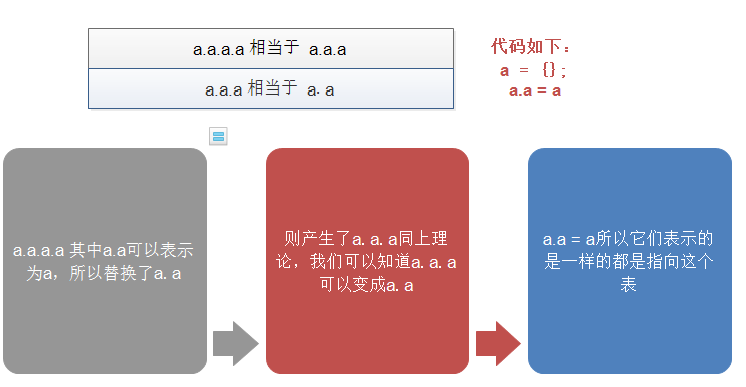 a.a.a.a 相当于 a.a.a
a.a.a 相当于 a.a
代码如下：
a = {};
a.a = a
a.a.a.a 其中a.a可以表示
为a，所以替换了a.a
则产生了a.a.a同上理
论，我们可以知道a.a.a
可以变成a.a
a.a = a所以它们表示的
是一样的都是指向这个
表